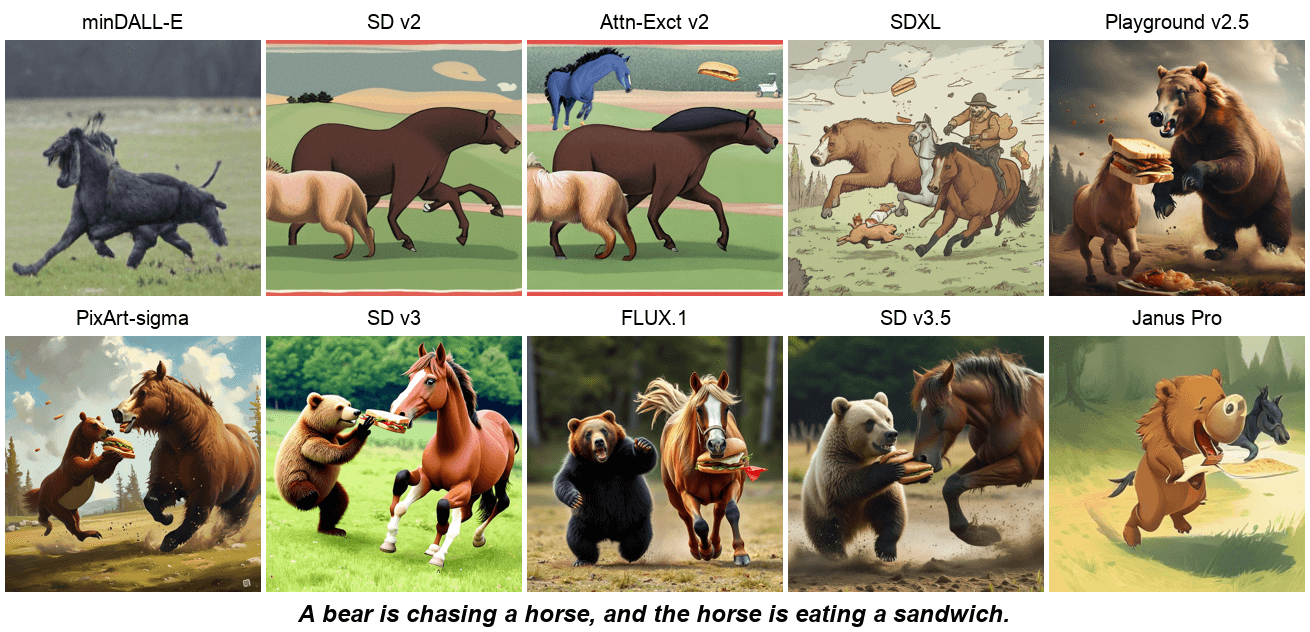 minDALL-E
SD v2
Attn-Exct v2
SDXL
Playground v2.5
PixArt-sigma
SD v3
FLUX.1
SD v3.5
Janus Pro
A bear is chasing a horse, and the horse is eating a sandwich.